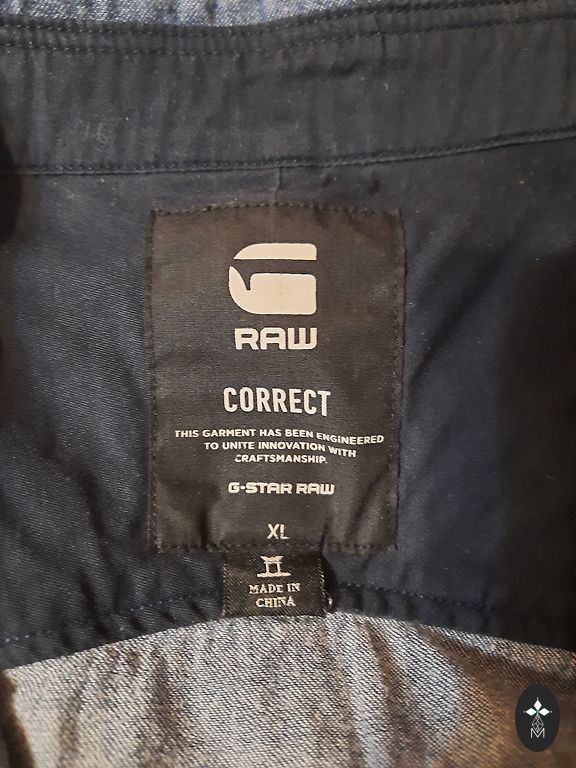 RAW
CORRECT
THIS GARMENT HAS BEEN ENGINEERED
TO UNITE INNOVATION WITH
CRAFTSMANSHIP.
G-STAR RAW
XL
MADE IN
CHINA
M